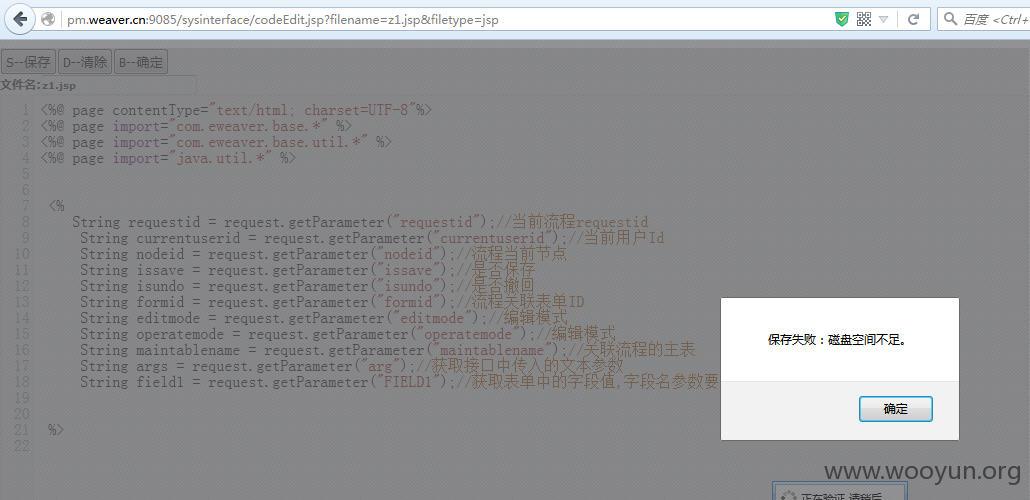 pm.weaver.cn:9085/sysinterface/codeEdit.jsp?filename=z1.jsp&filetype=jsp
百度 <Ctrl+
S--保存 D--清除 B--确定
文件名:z1.jsp
1 <%@ page contentType="text/html; charset=UTF-8"%>
2 <%@ page import="com.eweaver.base.*" %>
3 <%@ page import="com.eweaver.base.util.*" %>
4 <%@ page import="java.util.*" %>
5
6
7 <%
8 String requestid = request.getParameter("requestid");//当前流程requestid
9 String currentuserid = request.getParameter("currentuserid");//当前用户Id
10 String nodeid = request.getParameter("nodeid");//流程当前节点
11 String issave = request.getParameter("issave");//是否保存
12 String isundo = request.getParameter("isundo");//是否撤回
13 String formid = request.getParameter("formid");//流程关联表单ID
14 String editmode = request.getParameter("editmode");//编辑模式
15 String operatemode = request.getParameter("operatemode");//编辑模式
16 String maintablename = request.getParameter("maintablename");//关联流程的主表
17 String args = request.getParameter("arg");//获取接口中传入的文本参数
18 String field1 = request.getParameter("FIELD1");//获取表单中的字段值,字段名参数要
19
20
21 %>
22
保存失败：磁盘空间不足。
确定
www.wooyun.org
正在验证,请稍后